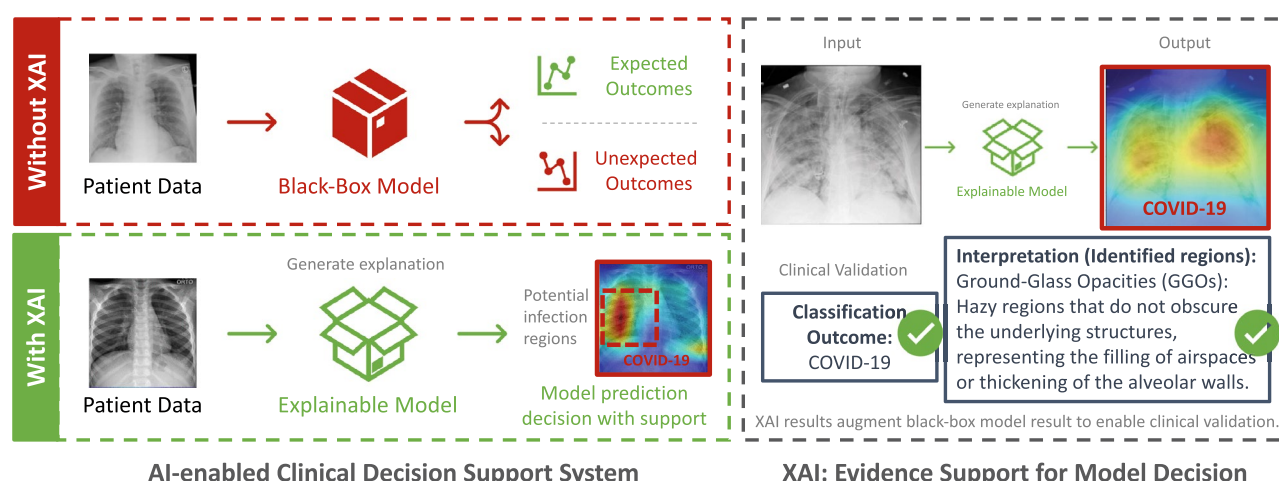 Without XAI
Patient Data
Black-Box Model
Expected
Outcomes
Unexpected
Outcomes
With XAI
Patient Data
Generate explanation
Explainable Model
Potential
infection
regions
ORTO
COVID-19
Model prediction
decision with support
AI-enabled Clinical Decision Support System
Input
Output
Generate explanation
Explainable Model
COVID-19
Clinical Validation
Classification
Outcome:
COVID-19
Interpretation (Identified regions):
Ground-Glass Opacities (GGOs):
Hazy regions that do not obscure
the underlying structures,
representing the filling of airspaces
or thickening of the alveolar walls.
XAI results augment black-box model result to enable clinical validation.
XAI: Evidence Support for Model Decision